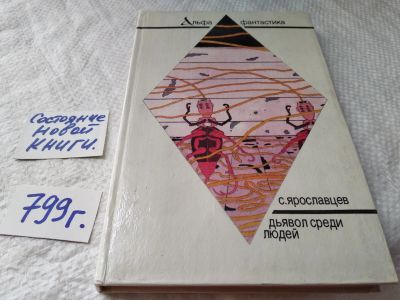 Состояние
новой
книги.
799г.
Альфа
фантастика
с.ярославцев
дьявол среди
людей